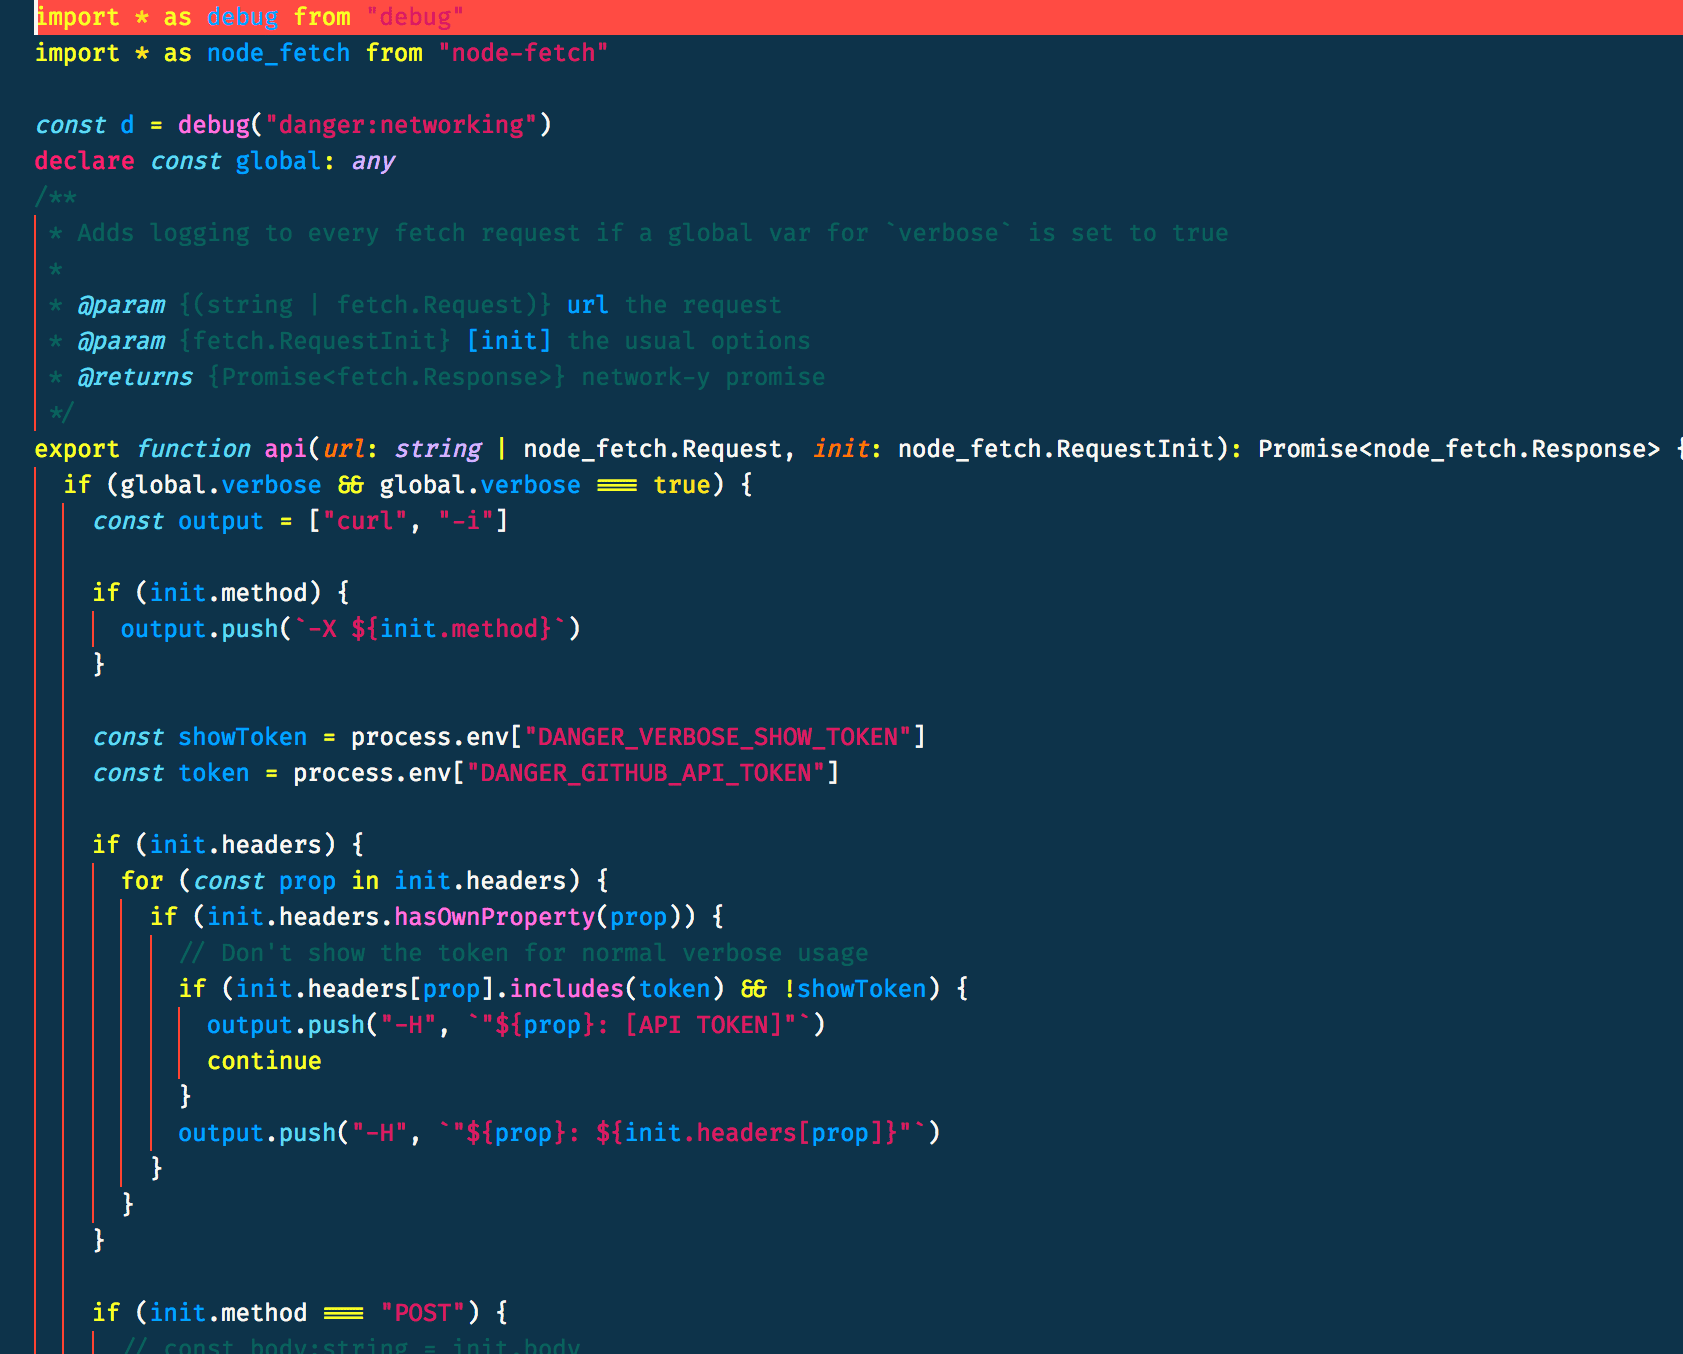 import * as debug from "debug"
import * as node_fetch from "node-fetch"
const d = debug("danger:networking")
declare const global: any
/**
* Adds logging to every fetch request if a global var for `verbose` is set to true
*
* @param {(string | fetch.Request)} url the request
* @param {fetch.RequestInit} [init] the usual options
* @returns {Promise<fetch.Response>} network-y promise
*/
export function api(url: string | node_fetch.Request, init: node_fetch.RequestInit): Promise<node_fetch.Response> {
if (global.verbose && global.verbose === true) {
const output = ["curl", "-i"]
if (init.method) {
output.push(`-X ${init.method}`)
}
const showToken = process.env["DANGER_VERBOSE_SHOW_TOKEN"]
const token = process.env["DANGER_GITHUB_API_TOKEN"]
if (init.headers) {
for (const prop in init.headers) {
if (init.headers.hasOwnProperty(prop)) {
// Don't show the token for normal verbose usage
if (init.headers[prop].includes(token) && !showToken) {
output.push("-H", `"${prop}: [API TOKEN]"`)
continue
}
output.push("-H", `"${prop}: ${init.headers[prop]}"`)
}
}
}
if (init.method === "POST") {
// const body:string = init.body